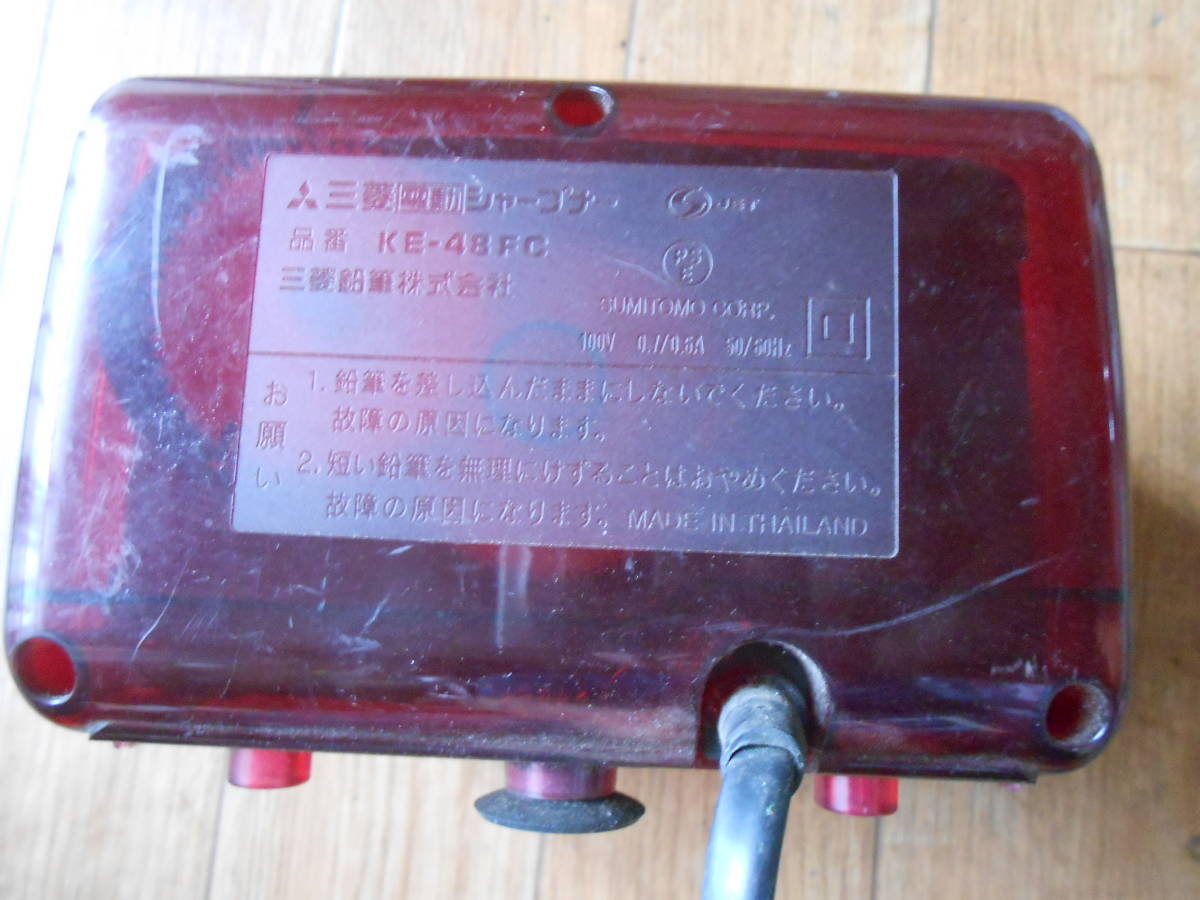 三菱電動シャープナー JET
品番 KE-48FC
PS E
三菱鉛筆株式会社
SUMITOMO CORP.
100V 0.7/0.6A 50/60Hz
お願い
1. 鉛筆を差し込んだままにしないでください。
故障の原因になります。
2. 短い鉛筆を無理にけずることはおやめください。
故障の原因になります。 MADE IN THAILAND